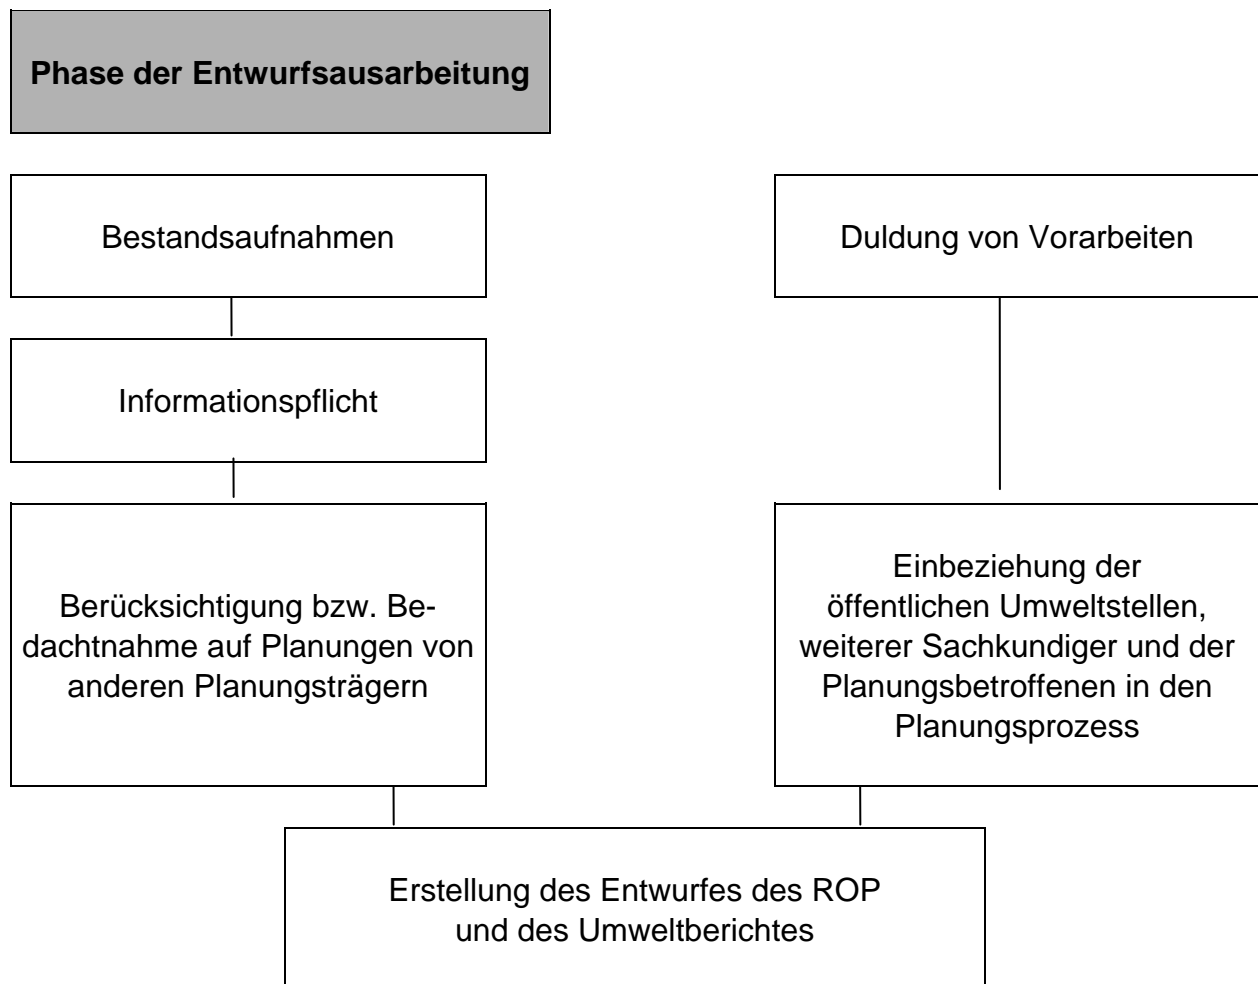 Phase der Entwurfsausarbeitung
Bestandsaufnahmen
Duldung von Vorarbeiten
Informationspflicht
Berücksichtigung bzw. Be-
dachtnahme auf Planungen von
anderen Planungsträgern
Einbeziehung der
öffentlichen Umweltstellen,
weiterer Sachkundiger und der
Planungsbetroffenen in den
Planungsprozess
Erstellung des Entwurfes des ROP
und des Umweltberichtes